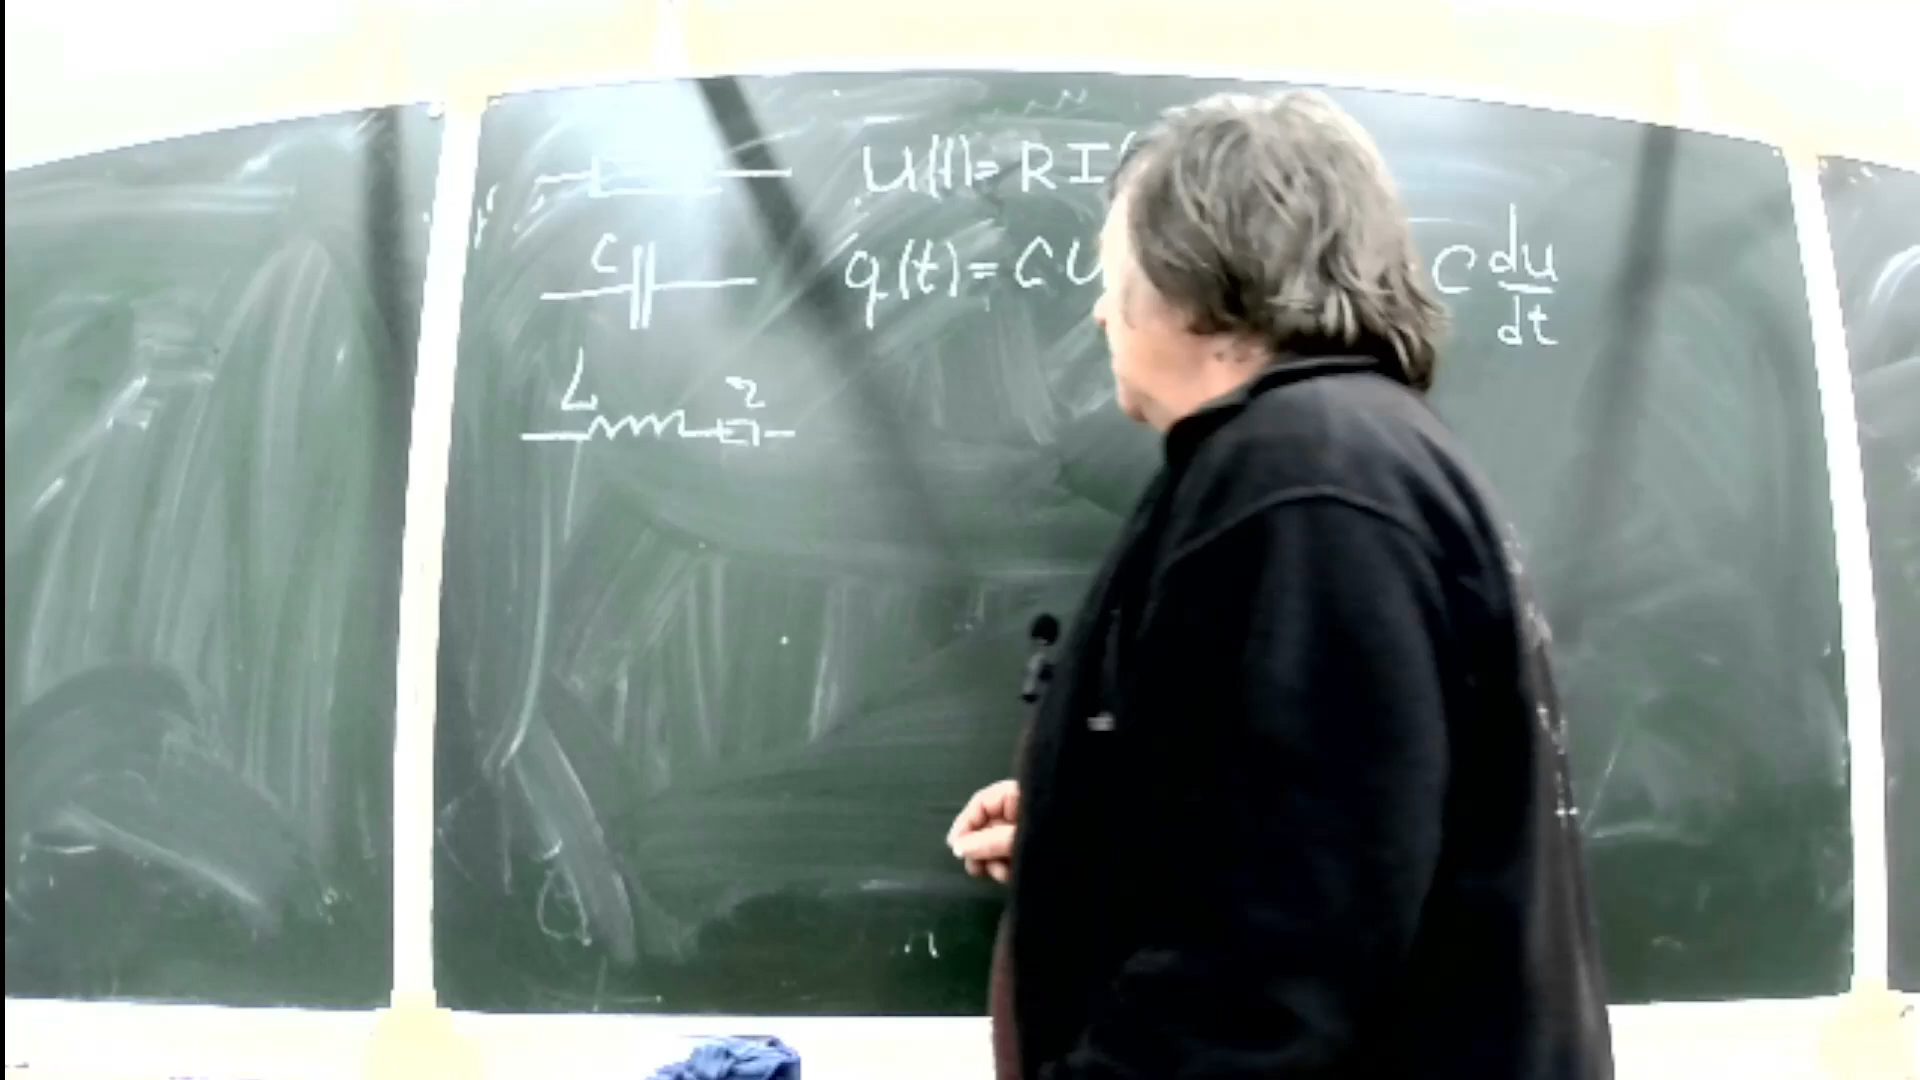 U(t)= R I(
C
q(t) = C U
C du/dt
L
r